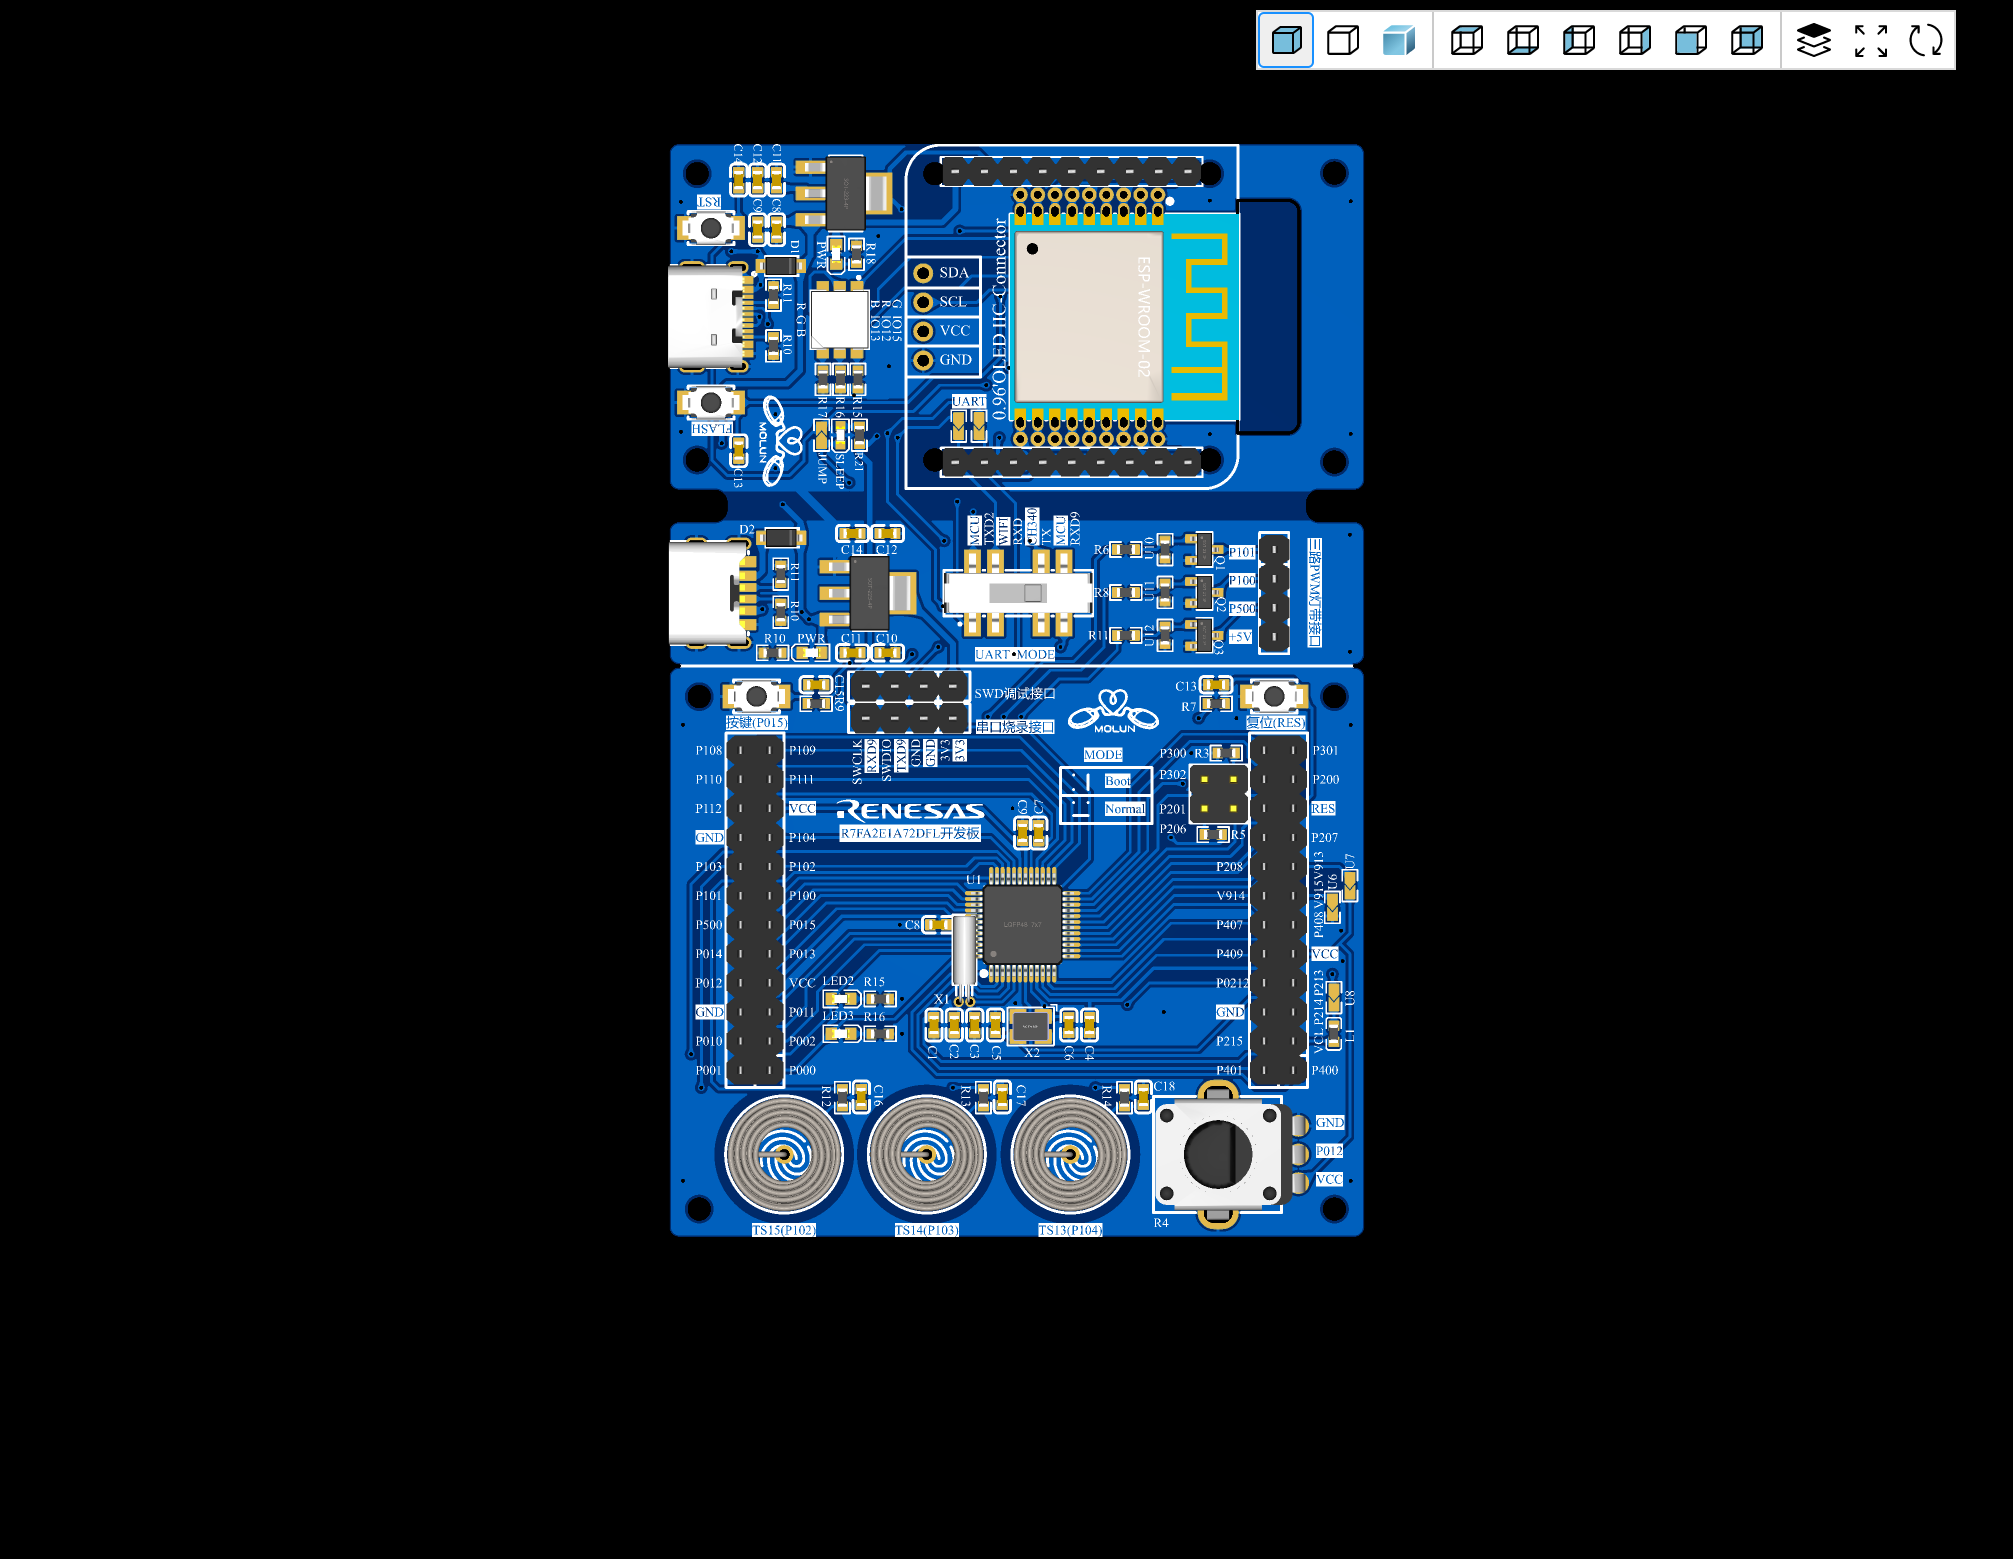 C14
C12
C11
RST
C9
C8
D1
PWR
R18
R11
R10
RGB
G IO15
R IO12
B IO13
SDA
SCL
VCC
GND
0.96'OLED IIC-Connector
ESP-WROOM-02
UART
R17
R16
R15
FLASH
MOLUN
C13
JUMP
SLEEP
R21
D2
C14
C12
MCU
TXD2
WIFI
RXD
CH340
TX
MCU
RXD9
R6
U10
Q1
P101
R11
R10
R8
U11
Q2
P100
P500
R11
U12
Q3
+5V
三路PWM灯带接口
R10
PWR
C11
C10
UART MODE
按键(P015)
C15
R9
SWD调试接口
串口烧录接口
MOLUN
C13
R7
复位(RES)
SWCLK
RXD9
SWDIO
TXD9
GND
GND
3V3
3V3
MODE
Boot
Normal
P300
R3
P302
P201
P206
R5
RENESAS
R7FA2E1A72DFL开发板
C9
C7
P108
P109
P110
P111
P112
VCC
GND
P104
P103
P102
P101
P100
P500
P015
P014
P013
P012
VCC
GND
P011
P010
P002
P001
P000
P301
P200
RES
P207
P208
V913
V914
V915
P407
P408
P409
VCC
P0212
P213
GND
P214
P215
VCL
P401
P400
U7
U6
U8
L1
U1
LQFP48 7x7
C8
X1
LED2
R15
LED3
R16
C1
C2
C3
C5
X2
C6
C4
R12
C16
R13
C17
R14
C18
GND
P012
VCC
R4
TS15(P102)
TS14(P103)
TS13(P104)